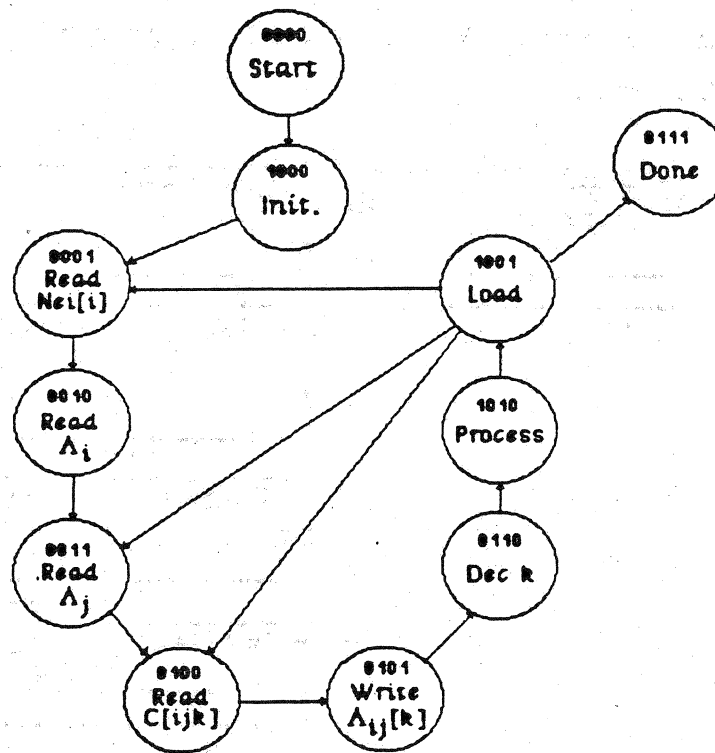 0000
Start
1000
Init.
0111
Done
0001
Read
Nei[i]
1001
Load
0010
Read
Λi
1010
Process
0011
.Read
Λj
0110
Dec k
0100
Read
C[ijk]
0101
Write
Λij[k]